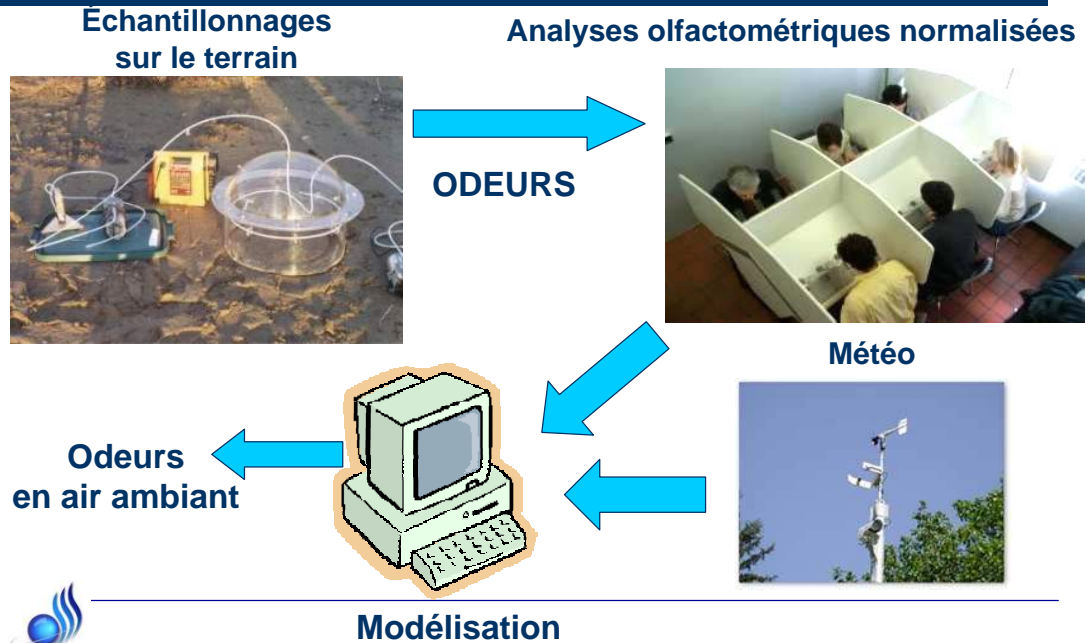 Échantillonnages
sur le terrain
Analyses olfactométriques normalisées
ODEURS
Météo
Odeurs
en air ambiant
Modélisation